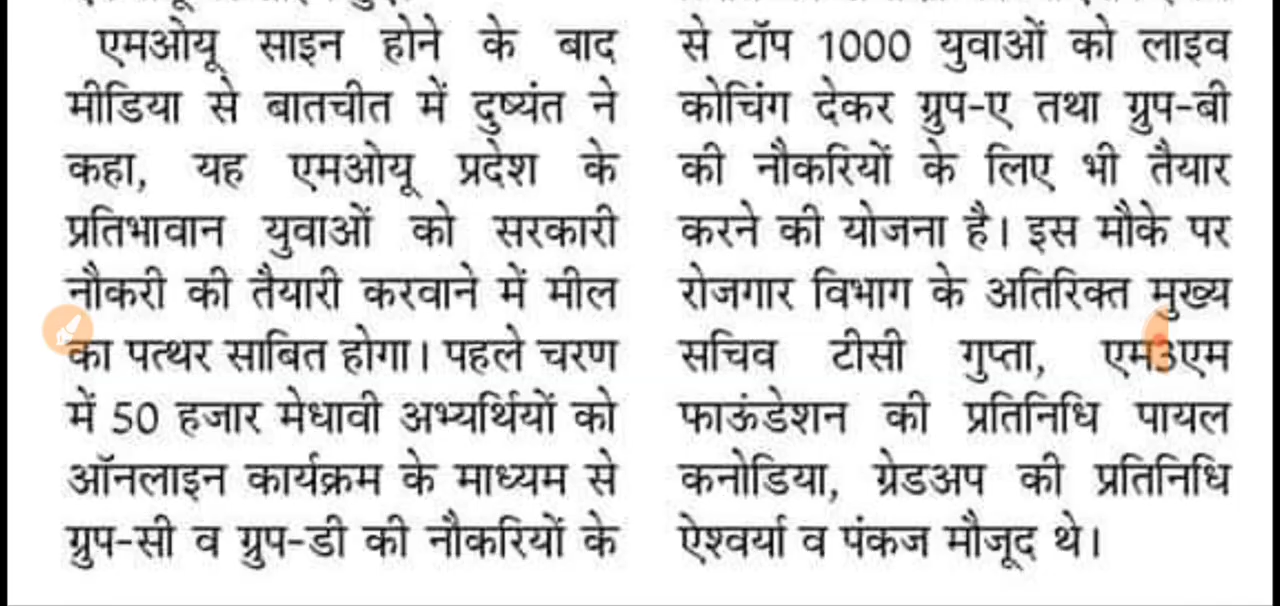 एमओयू साइन होने के बाद
मीडिया से बातचीत में दुष्यंत ने
कहा, यह एमओयू प्रदेश के
प्रतिभावान युवाओं को सरकारी
नौकरी की तैयारी करवाने में मील
का पत्थर साबित होगा। पहले चरण
में 50 हजार मेधावी अभ्यर्थियों को
ऑनलाइन कार्यक्रम के माध्यम से
ग्रुप-सी व ग्रुप-डी की नौकरियों के
से टॉप 1000 युवाओं को लाइव
कोचिंग देकर ग्रुप-ए तथा ग्रुप-बी
की नौकरियों के लिए भी तैयार
करने की योजना है। इस मौके पर
रोजगार विभाग के अतिरिक्त मुख्य
सचिव टीसी गुप्ता, एम3एम
फाऊंडेशन की प्रतिनिधि पायल
कनोडिया, ग्रेडअप की प्रतिनिधि
ऐश्वर्या व पंकज मौजूद थे।